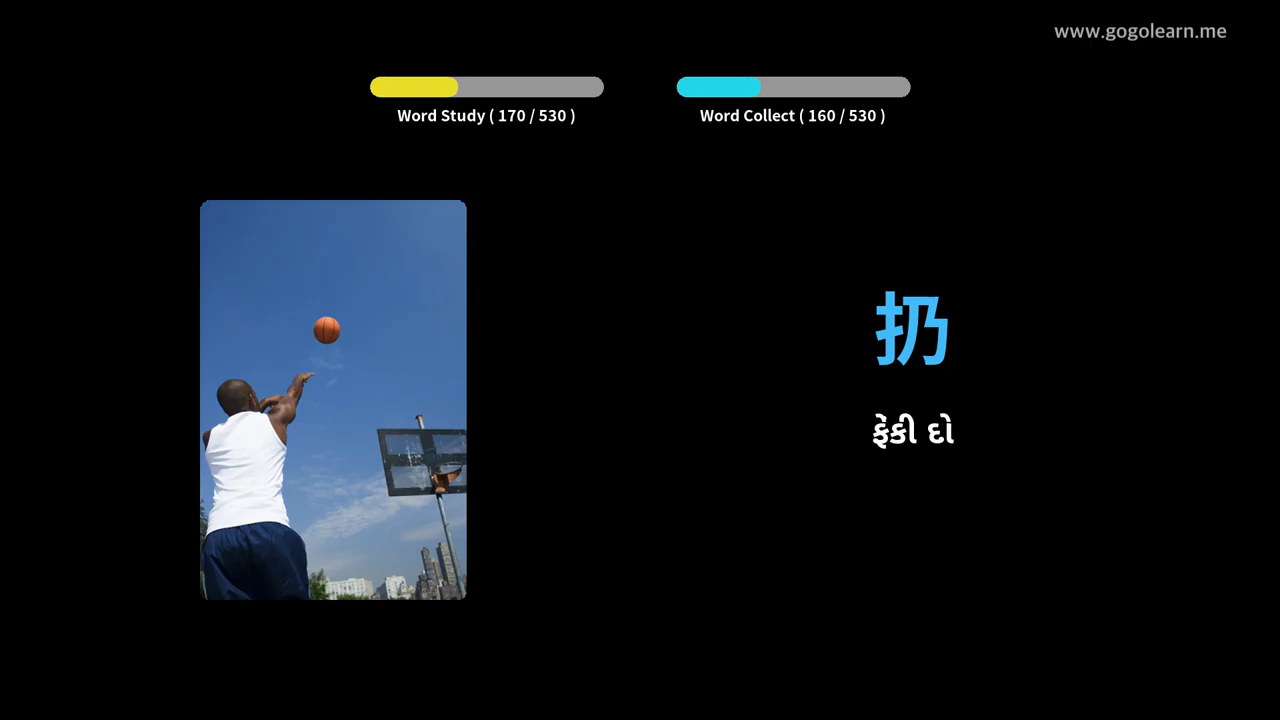 www.gogolearn.me
Word Study ( 170 / 530 )
Word Collect ( 160 / 530 )
扔
ફેંકી દો